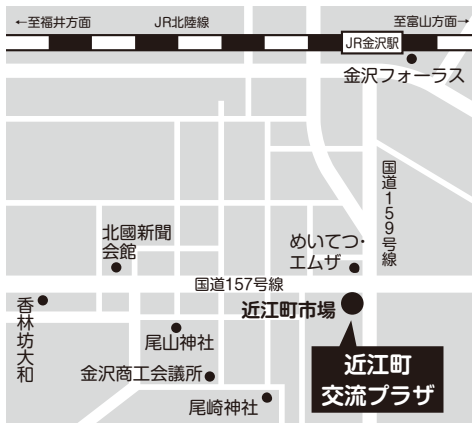 ←至福井方面
JR北陸線
至富山方面→
JR金沢駅
金沢フォーラス
国道159号線
北國新聞
会館
めいてつ・
エムザ
国道157号線
香林坊大和
近江町市場
尾山神社
近江町
交流プラザ
金沢商工会議所
尾崎神社